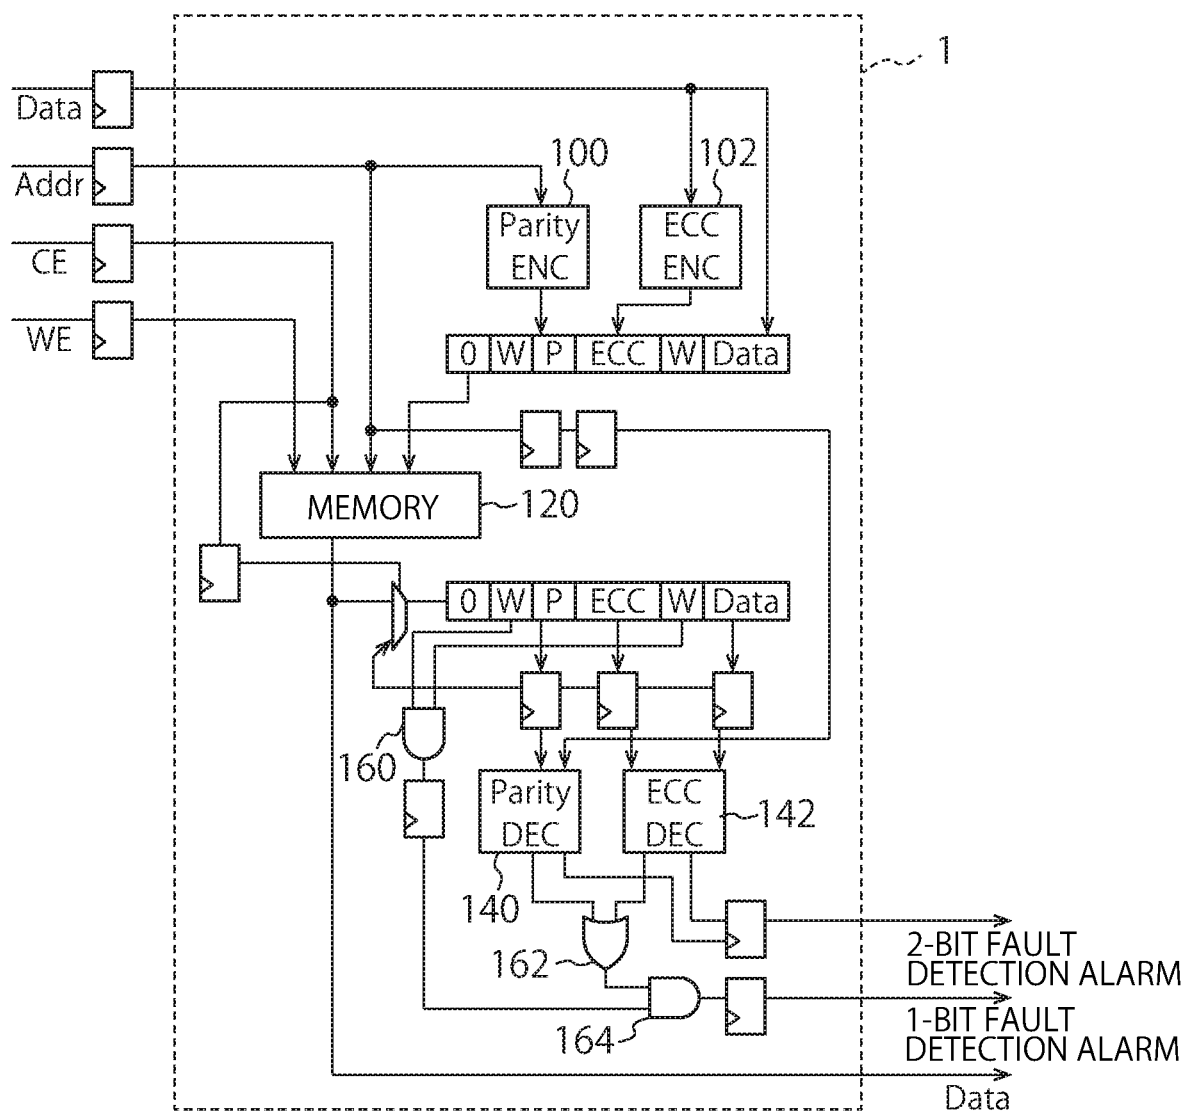 1
Data
Addr
CE
WE
100
102
Parity
ENC
ECC
ENC
0 W P ECC W Data
MEMORY
120
0 W P ECC W Data
160
Parity
DEC
ECC
DEC
142
140
162
164
2-BIT FAULT
DETECTION ALARM
1-BIT FAULT
DETECTION ALARM
Data